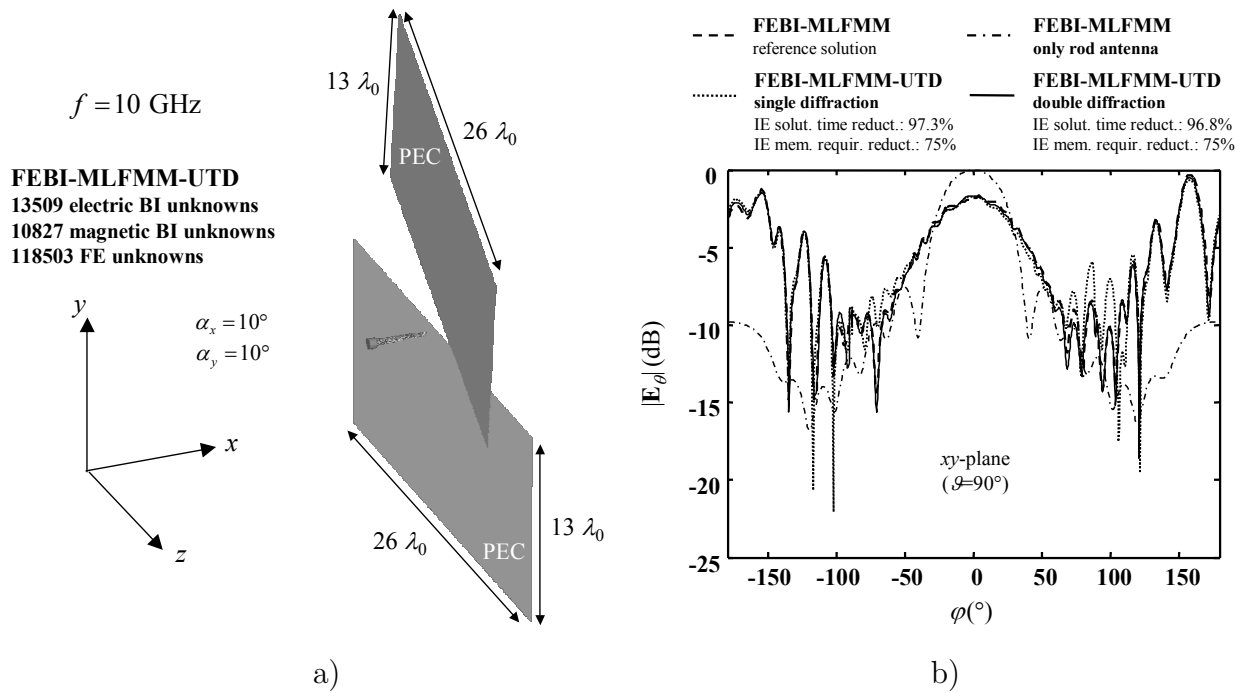 13 λ₀
f = 10 GHz
26 λ₀
PEC
FEBI-MLFMM-UTD
13509 electric BI unknowns
10827 magnetic BI unknowns
118503 FE unknowns
y
αₓ = 10°
α_y = 10°
x
z
26 λ₀
PEC
13 λ₀
a)
FEBI-MLFMM
reference solution
FEBI-MLFMM
only rod antenna
FEBI-MLFMM-UTD
single diffraction
IE solut. time reduct.: 97.3%
IE mem. requir. reduct.: 75%
FEBI-MLFMM-UTD
double diffraction
IE solut. time reduct.: 96.8%
IE mem. requir. reduct.: 75%
0
-5
-10
-15
-20
-25
|E_θ| (dB)
xy-plane
(ϑ=90°)
-150 -100 -50 0 50 100 150
φ(°)
b)